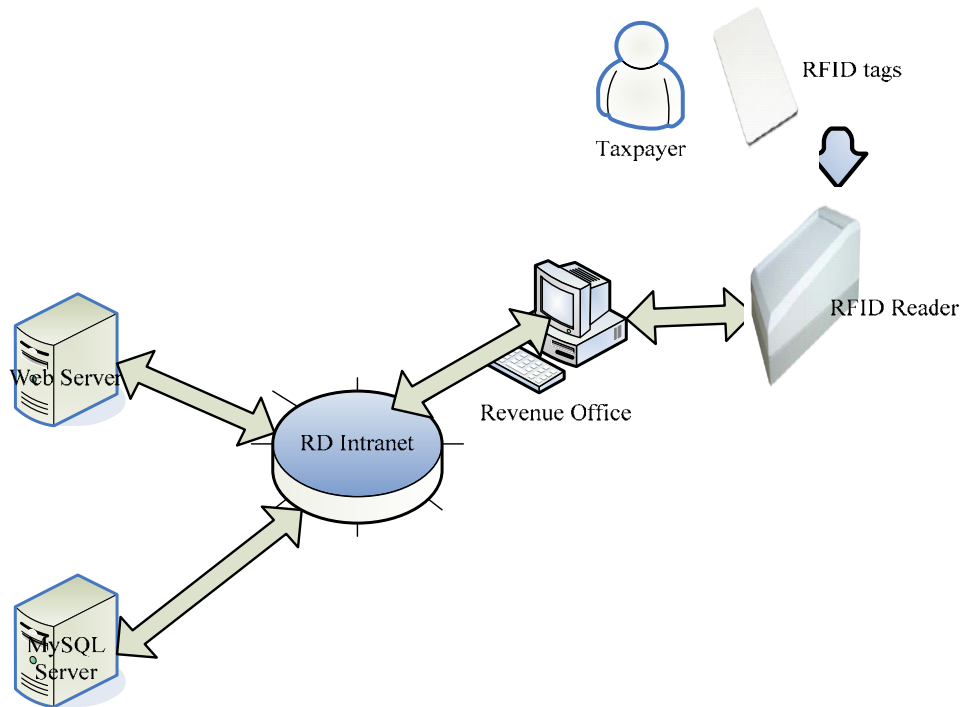 RFID tags
Taxpayer
RFID Reader
Web Server
Revenue Office
RD Intranet
MySQL
Server